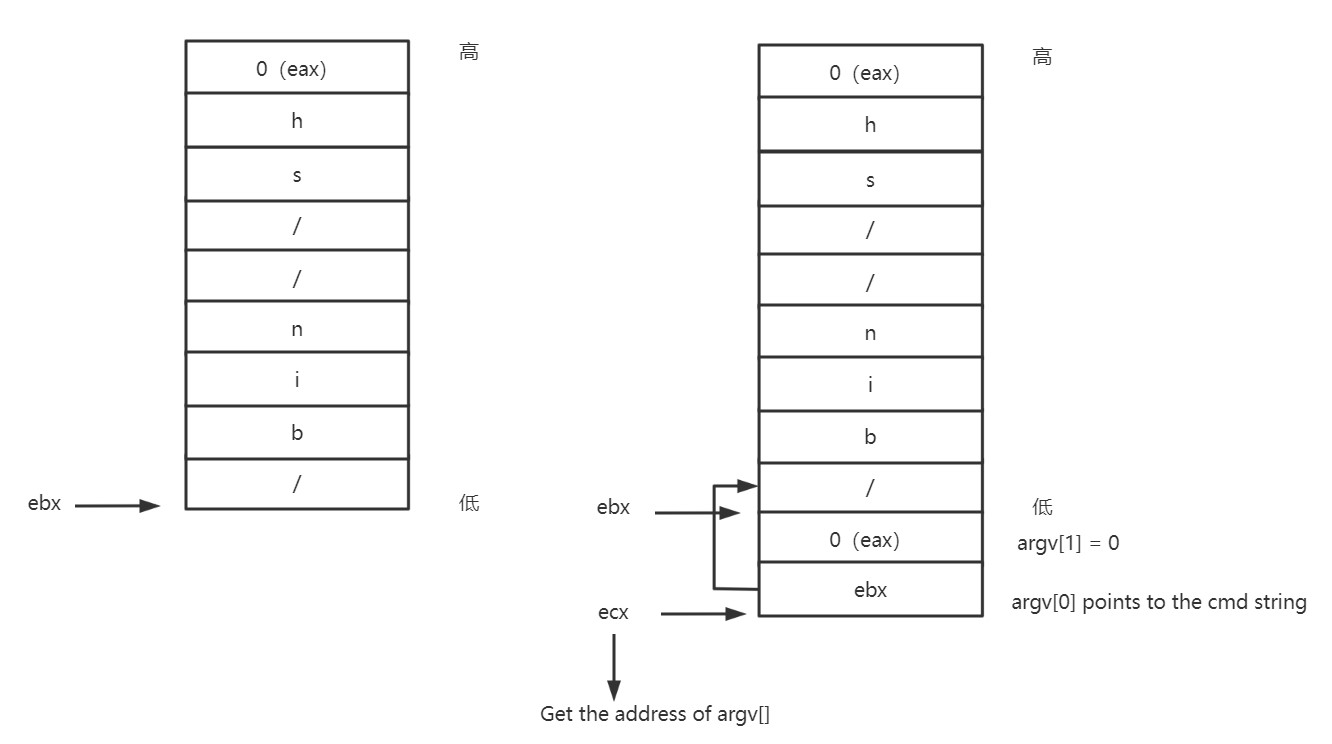 0（eax）
高
h
s
/
/
n
i
b
/
ebx
低
0（eax）
高
h
s
/
/
n
i
b
/
ebx
低
0（eax）
argv[1] = 0
ebx
argv[0] points to the cmd string
ecx
Get the address of argv[]